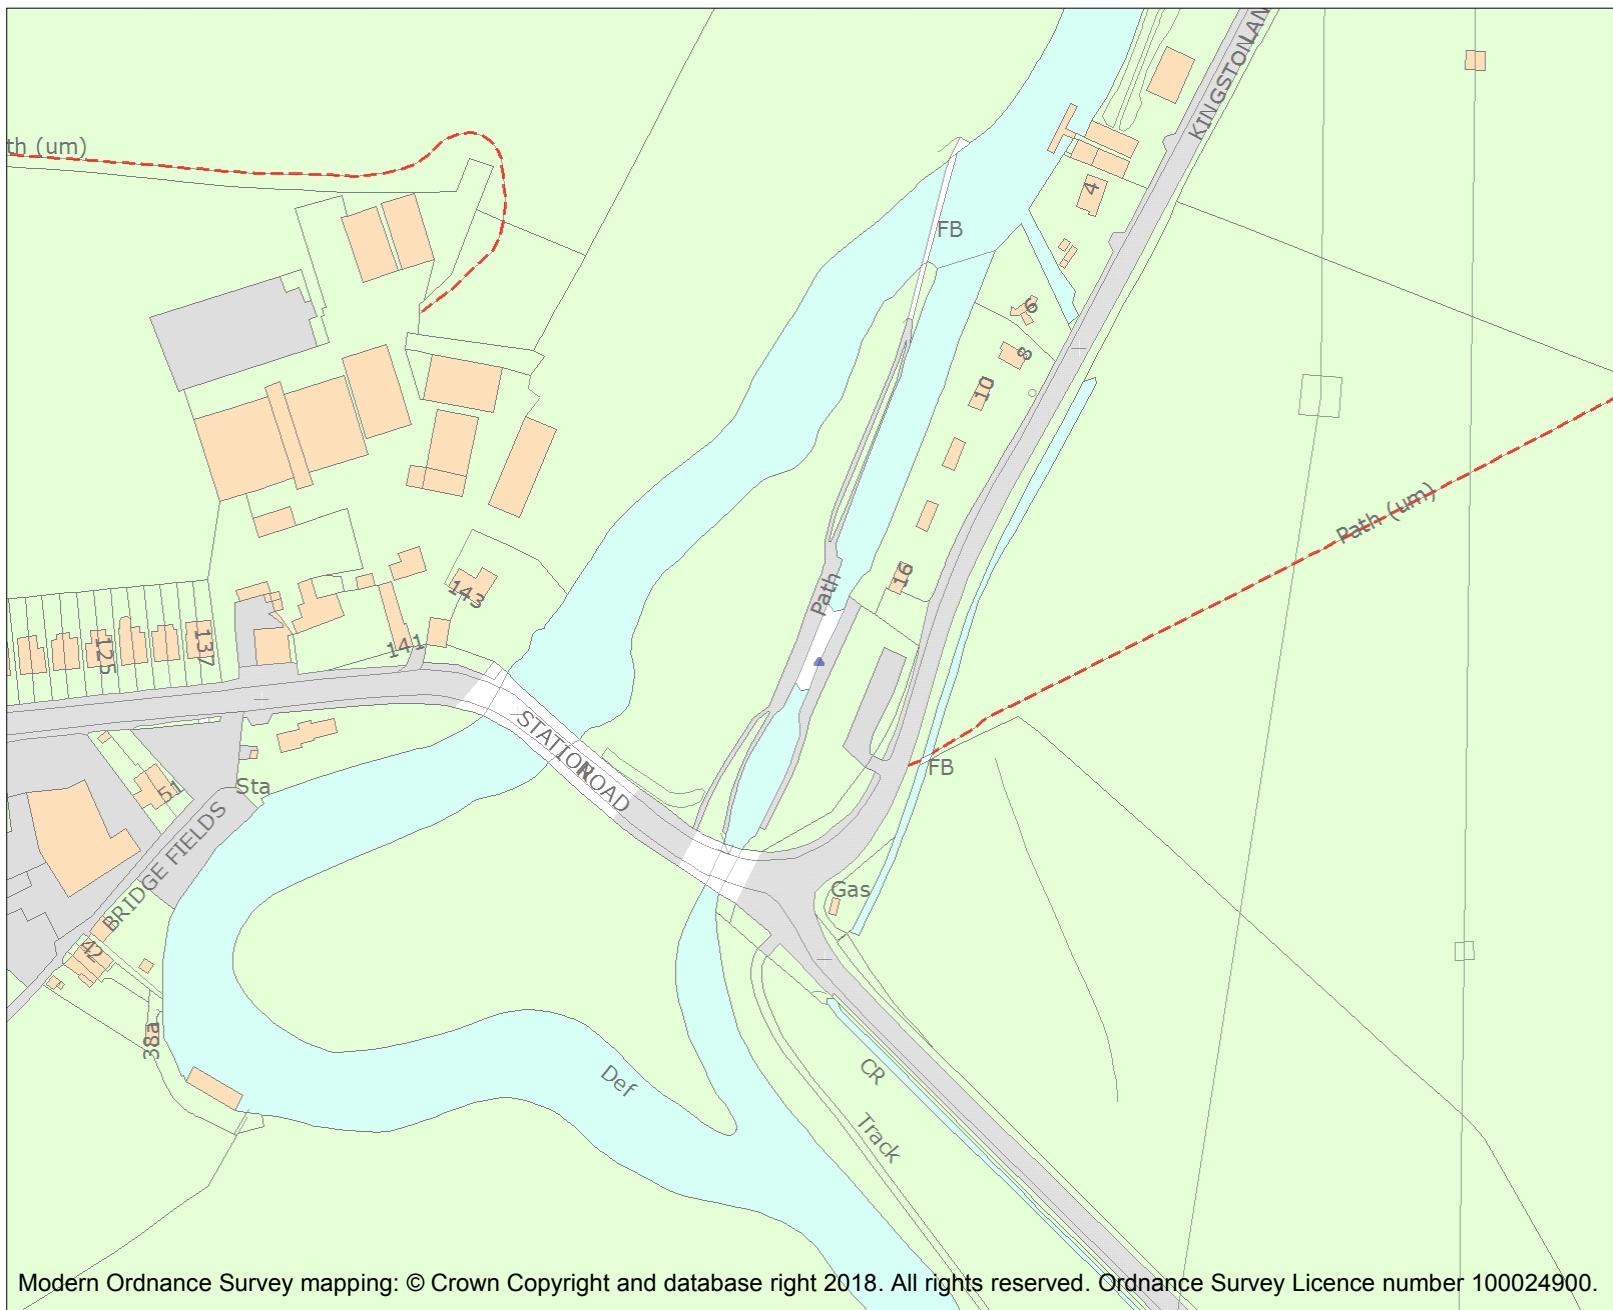 KINGSTONLAN
th (um)
4
FB
6
8
10
Path (um)
16
Path
143
141
125
137
STATION ROAD
FB
51
Sta
BRIDGE FIELDS
Gas
42
38a
CR
Def
Track
Modern Ordnance Survey mapping: © Crown Copyright and database right 2018. All rights reserved. Ordnance Survey Licence number 100024900.